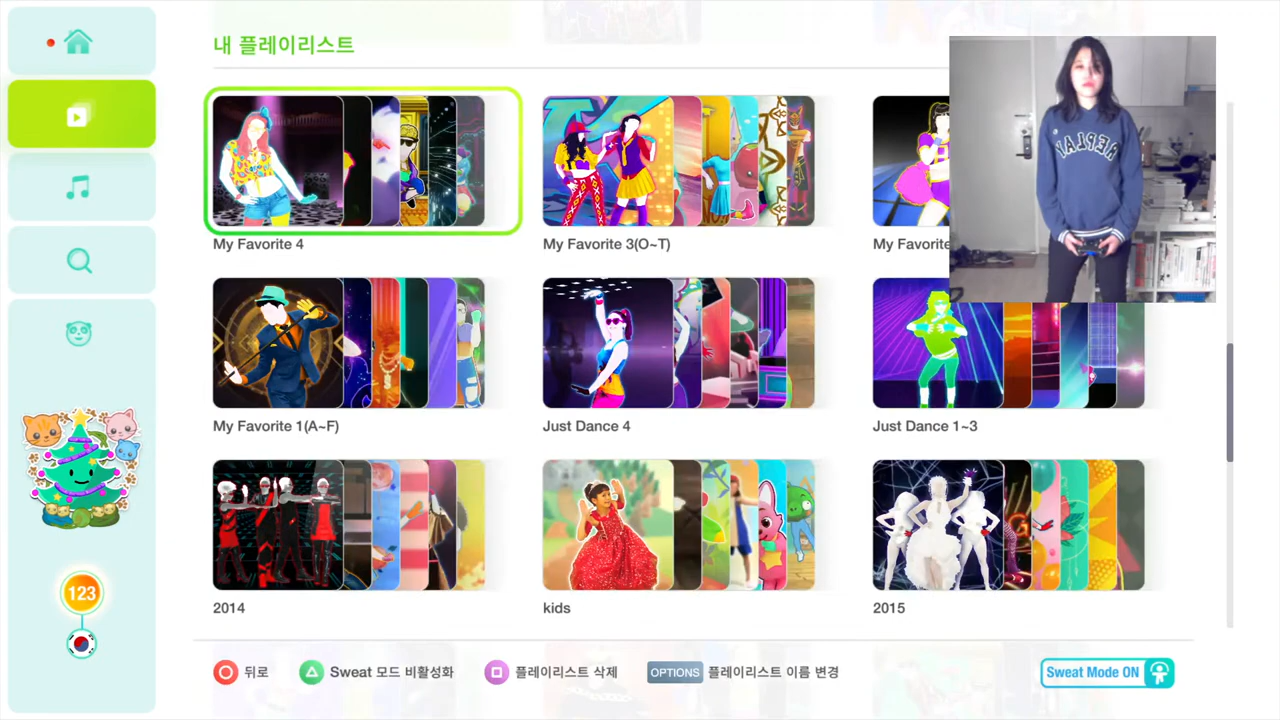 내 플레이리스트
My Favorite 4
My Favorite 3(O~T)
My Favorite
REPLAY
My Favorite 1(A~F)
Just Dance 4
Just Dance 1~3
2014
kids
2015
123
뒤로
Sweat 모드 비활성화
플레이리스트 삭제
OPTIONS
플레이리스트 이름 변경
Sweat Mode ON